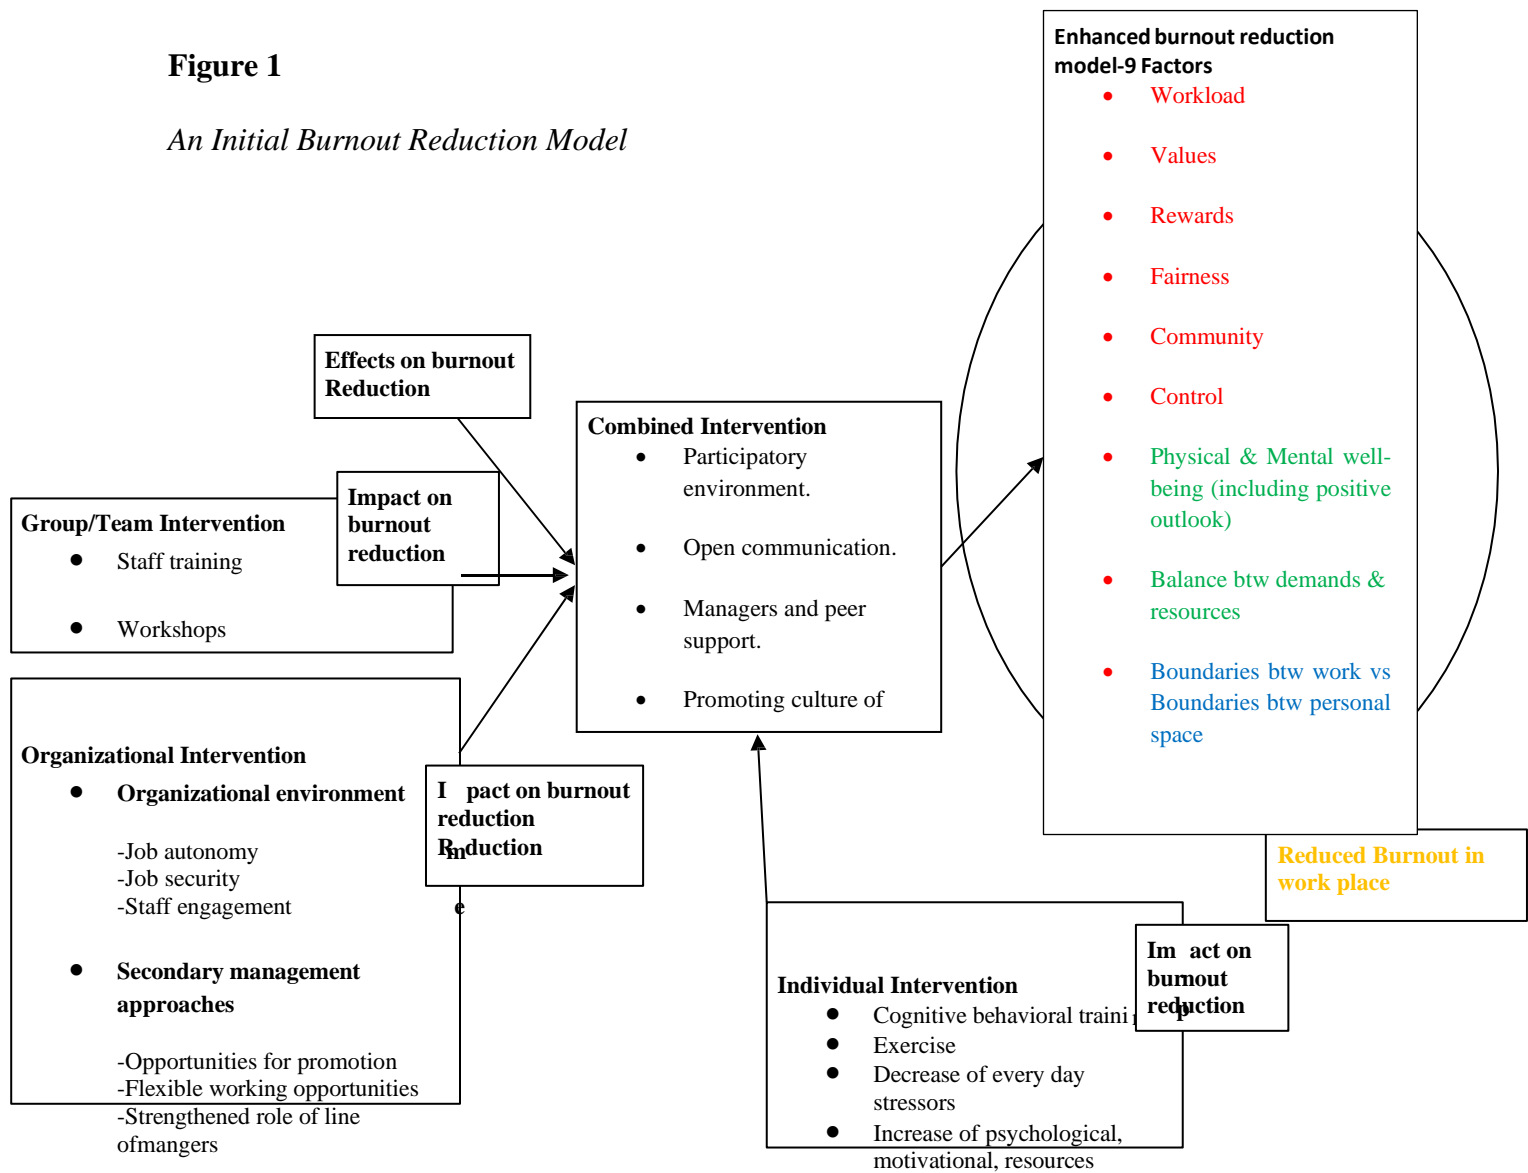 Figure 1
An Initial Burnout Reduction Model
Enhanced burnout reduction
model-9 Factors
• Workload
• Values
• Rewards
• Fairness
• Community
• Control
• Physical & Mental well-
being (including positive
outlook)
• Balance btw demands &
resources
• Boundaries btw work vs
Boundaries btw personal
space
Effects on burnout
Reduction
Impact on
burnout
reduction
Group/Team Intervention
• Staff training
• Workshops
Combined Intervention
• Participatory
environment.
• Open communication.
• Managers and peer
support.
• Promoting culture of
Organizational Intervention
• Organizational environment
-Job autonomy
-Job security
-Staff engagement
• Secondary management
approaches
-Opportunities for promotion
-Flexible working opportunities
-Strengthened role of line
ofmangers
I pact on burnout
reduction
R duction
m
e
Reduced Burnout in
work place
Im act on
burnout
reduction
p
Individual Intervention
• Cognitive behavioral traini
• Exercise
• Decrease of every day
stressors
• Increase of psychological,
motivational, resources